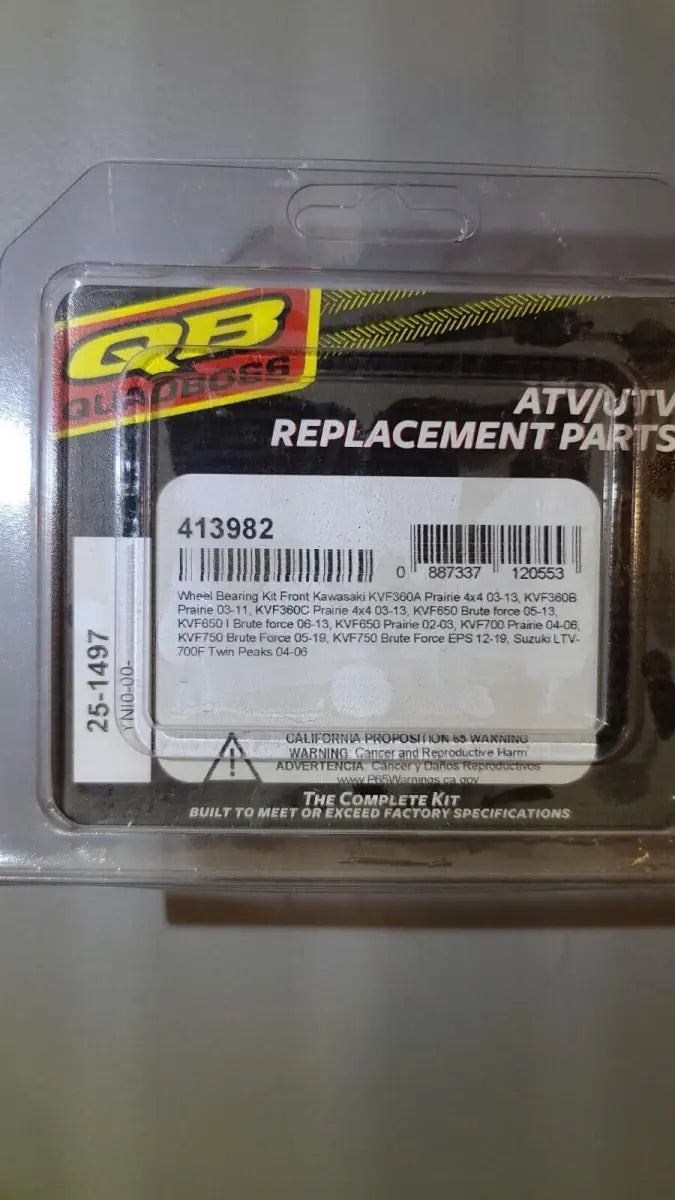 QB
QUADBOSS
ATV/UTV
REPLACEMENT PARTS
413982
0 887337 120553
Wheel Bearing Kit Front Kawasaki KVF360A Prairie 4x4 03-13, KVF360B
Prairie 03-11, KVF360C Prairie 4x4 03-13, KVF650 Brute force 05-13,
KVF650 I Brute force 06-13, KVF650 Prairie 02-03, KVF700 Prairie 04-06,
KVF750 Brute Force 05-19, KVF750 Brute Force EPS 12-19, Suzuki LTV-
700F Twin Peaks 04-06
25-1497
YNI0-00-
CALIFORNIA PROPOSITION 65 WARNING
WARNING: Cancer and Reproductive Harm
ADVERTENCIA: Cáncer y Daños Reproductivos
www.P65Warnings.ca.gov
THE COMPLETE KIT
BUILT TO MEET OR EXCEED FACTORY SPECIFICATIONS